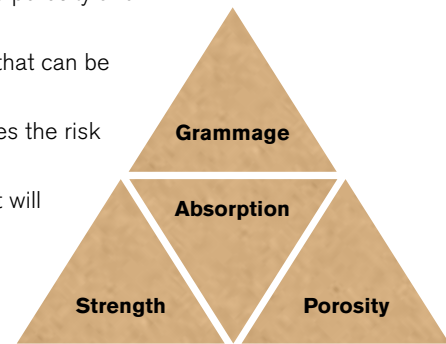 that can be
es the risk
t will
Grammage
Absorption
Strength
Porosity